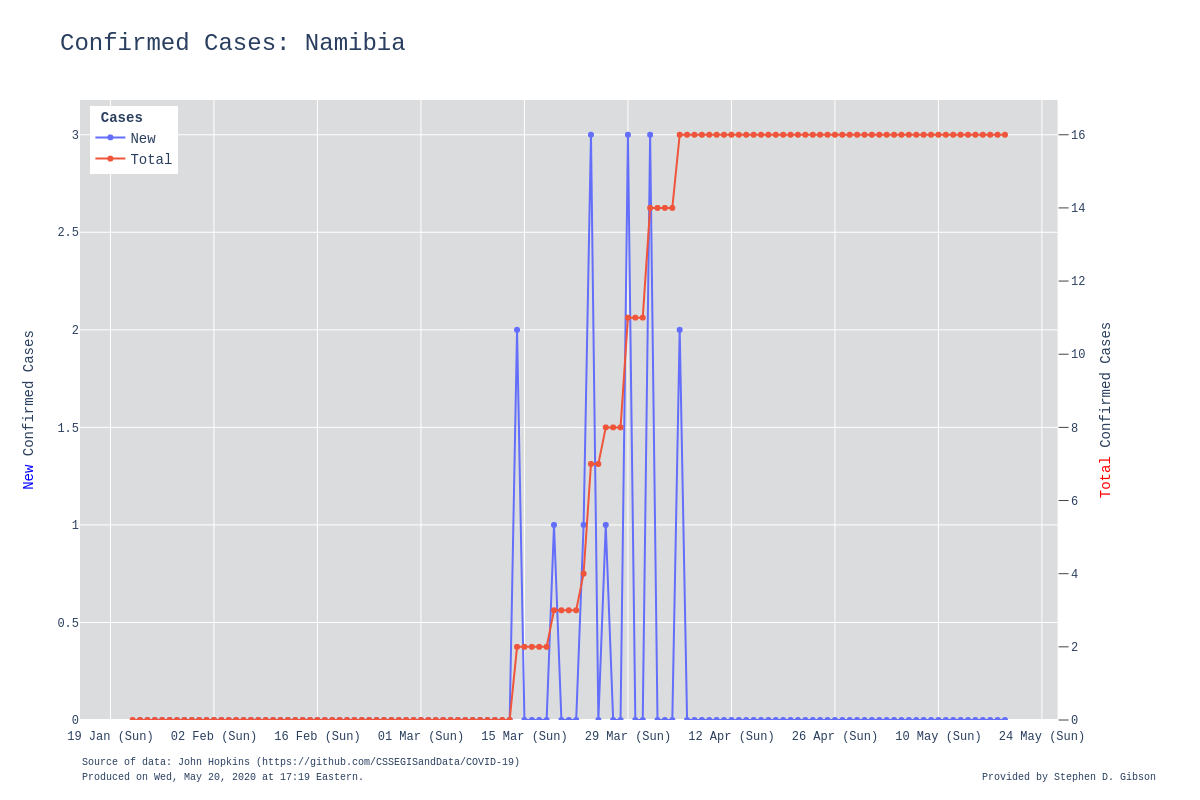 Confirmed Cases: Namibia
Cases
New
Total
3
2.5
2
1.5
1
0.5
0
16
14
12
10
8
6
4
2
0
New Confirmed Cases
Total Confirmed Cases
19 Jan (Sun) 02 Feb (Sun) 16 Feb (Sun) 01 Mar (Sun) 15 Mar (Sun) 29 Mar (Sun) 12 Apr (Sun) 26 Apr (Sun) 10 May (Sun) 24 May (Sun)
Source of data: John Hopkins (https://github.com/CSSEGISandData/COVID-19)
Produced on Wed, May 20, 2020 at 17:19 Eastern.
Provided by Stephen D. Gibson